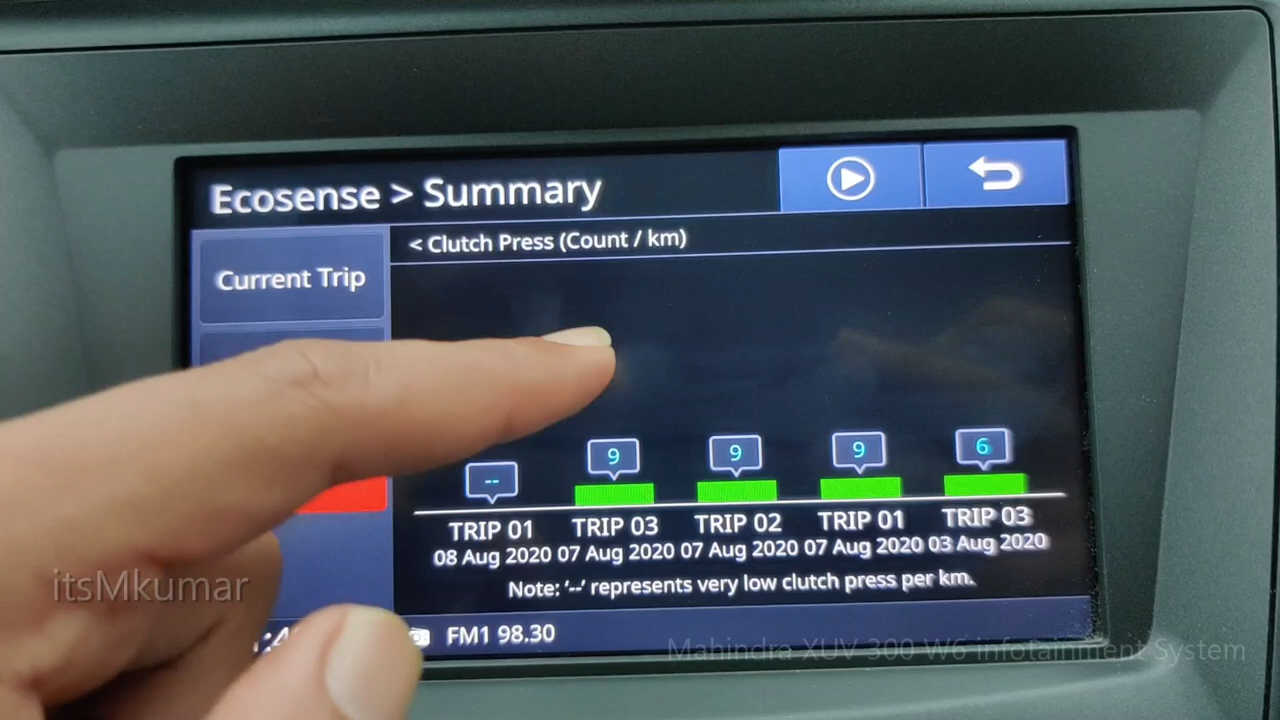 Ecosense > Summary
< Clutch Press (Count / km)
Current Trip
-- 9 9 9 6
TRIP 01 TRIP 03 TRIP 02 TRIP 01 TRIP 03
08 Aug 2020 07 Aug 2020 07 Aug 2020 07 Aug 2020 03 Aug 2020
Note: ‘--’ represents very low clutch press per km.
itsMkumar
FM1 98.30
Mahindra XUV 300 W6 infotainment System